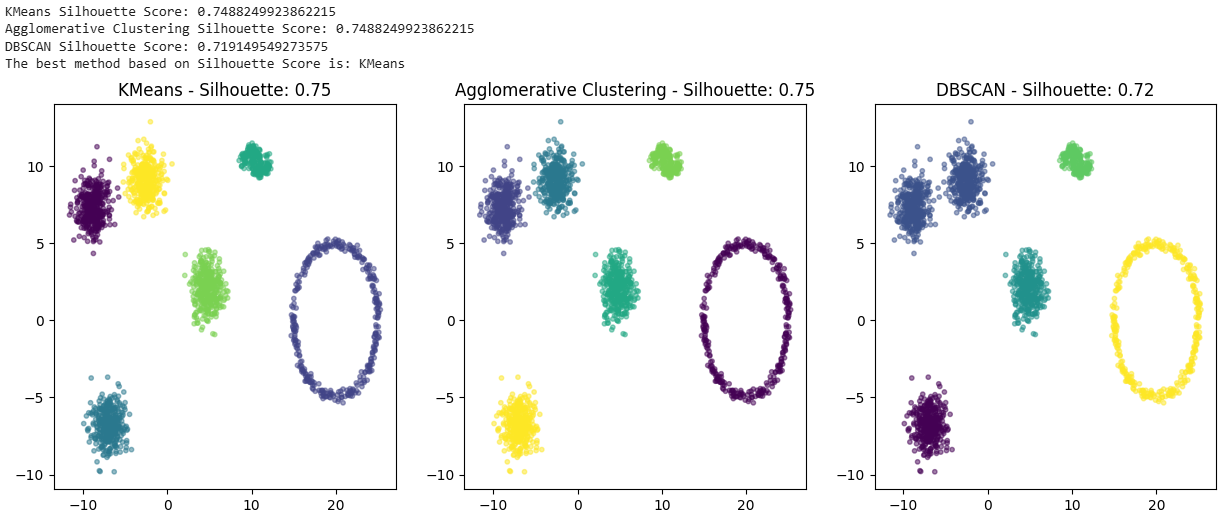 KMeans Silhouette Score: 0.7488249923862215
Agglomerative Clustering Silhouette Score: 0.7488249923862215
DBSCAN Silhouette Score: 0.719149549273575
The best method based on Silhouette Score is: KMeans
KMeans - Silhouette: 0.75
10
5
0
−5
−10
−10 0 10 20
Agglomerative Clustering - Silhouette: 0.75
10
5
0
−5
−10
−10 0 10 20
DBSCAN - Silhouette: 0.72
10
5
0
−5
−10
−10 0 10 20